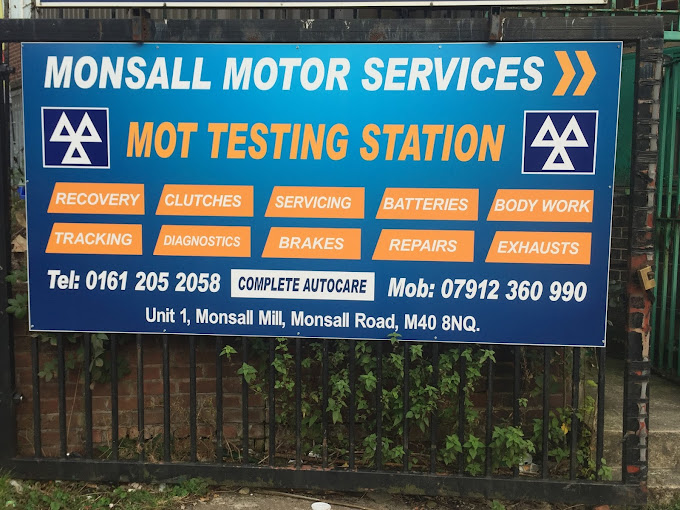 MONSALL MOTOR SERVICES
MOT TESTING STATION
RECOVERY CLUTCHES SERVICING BATTERIES BODY WORK
TRACKING DIAGNOSTICS BRAKES REPAIRS EXHAUSTS
Tel: 0161 205 2058 COMPLETE AUTOCARE Mob: 07912 360 990
Unit 1, Monsall Mill, Monsall Road, M40 8NQ.